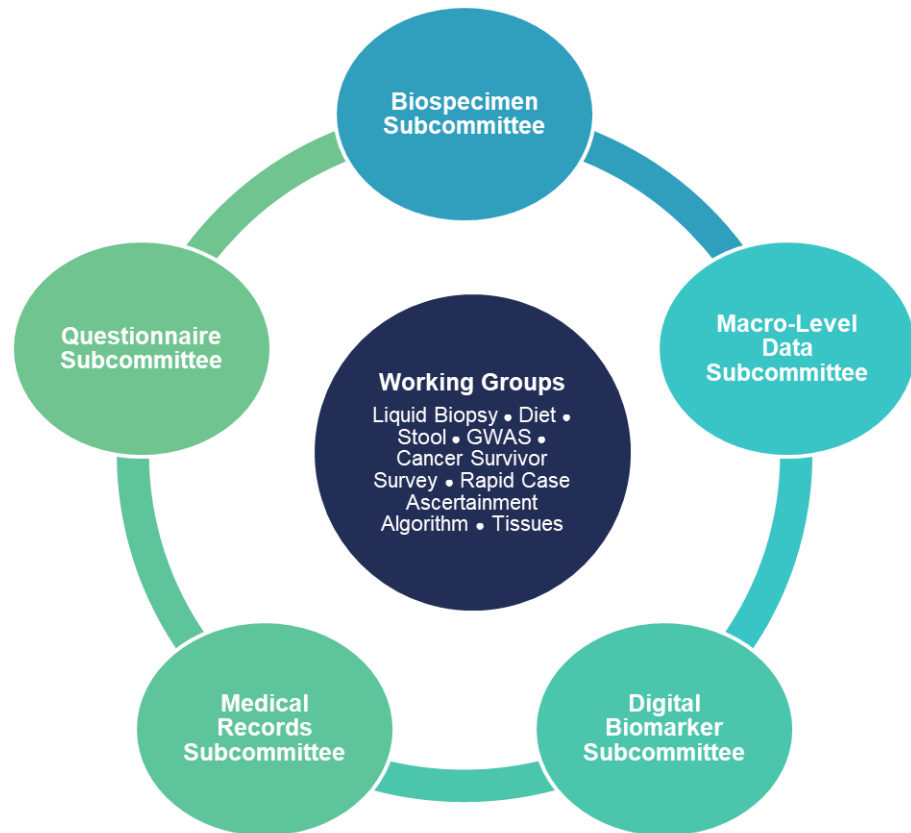 Biospecimen
Subcommittee
Macro-Level
Data
Subcommittee
Digital
Biomarker
Subcommittee
Medical
Records
Subcommittee
Questionnaire
Subcommittee
Working Groups
Liquid Biopsy • Diet •
Stool • GWAS •
Cancer Survivor
Survey • Rapid Case
Ascertainment
Algorithm • Tissues